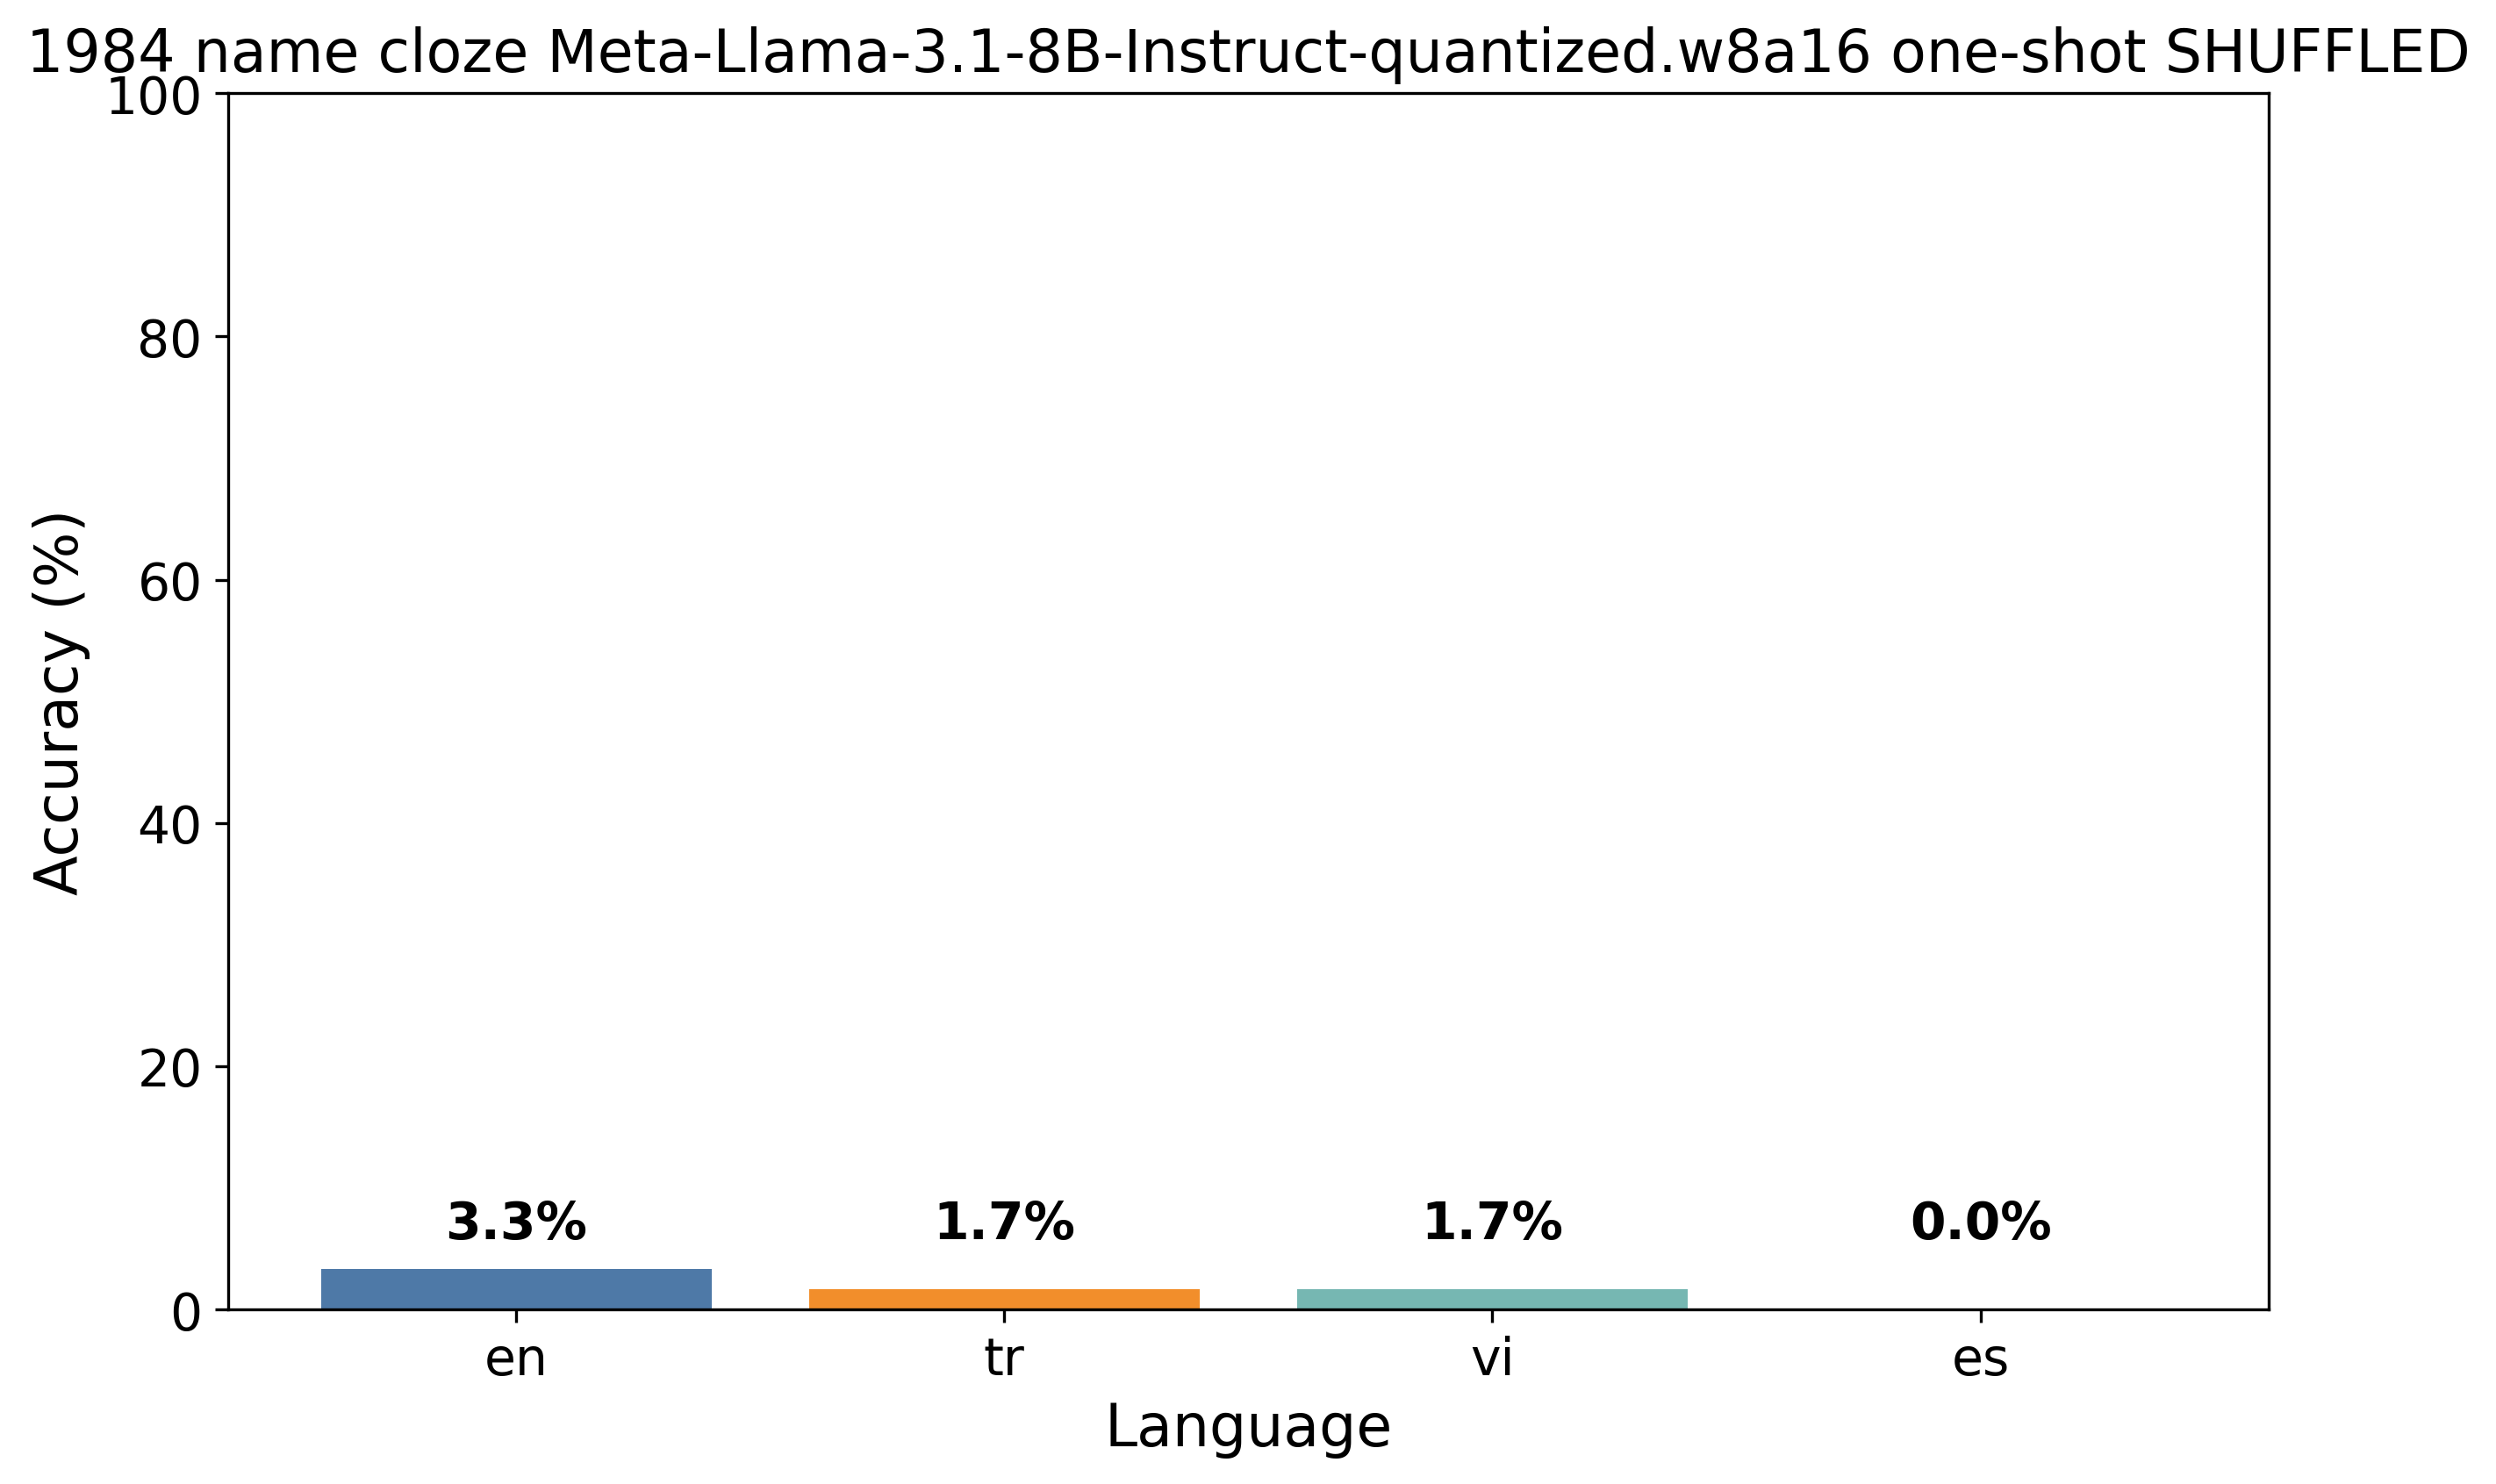 1984 name cloze Meta-Llama-3.1-8B-Instruct-quantized.w8a16 one-shot SHUFFLED
100
80
60
40
20
0
Accuracy (%)
3.3%
1.7%
1.7%
0.0%
en
tr
vi
es
Language